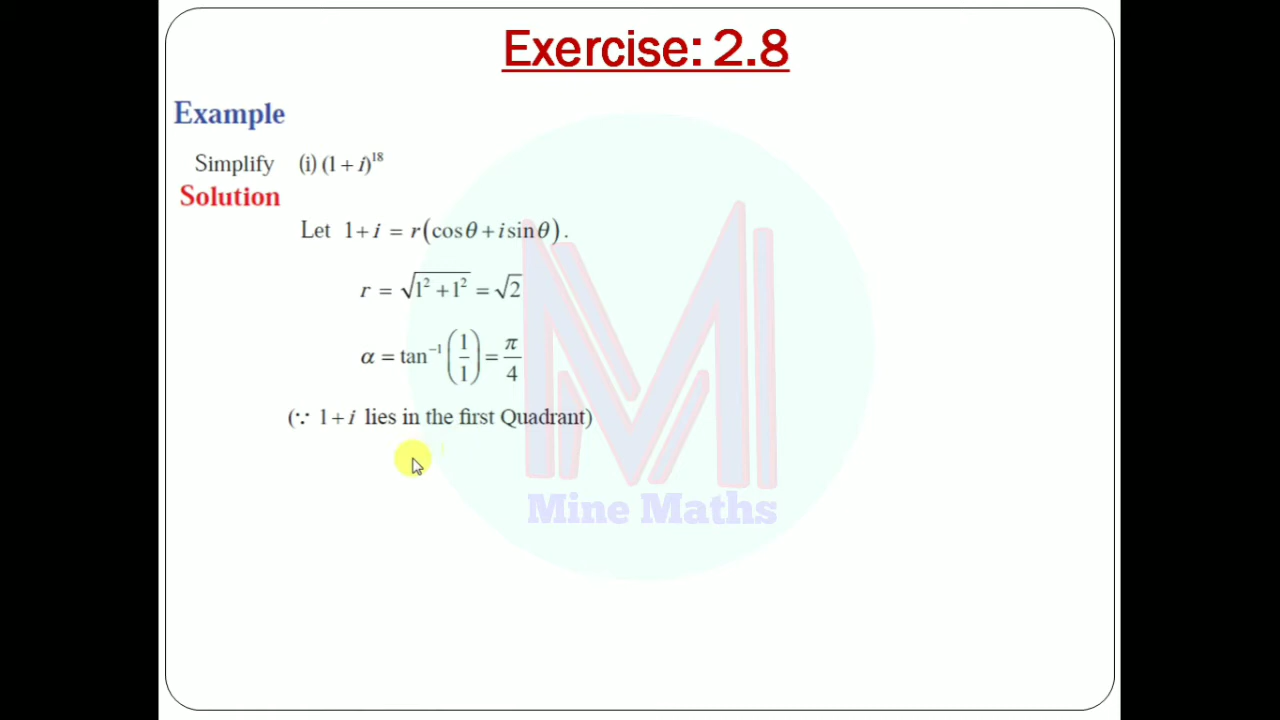 Exercise: 2.8
Example
Simplify (i) (1 + i)¹⁸
Solution
Let 1 + i = r(cosθ + i sinθ).
r = √(1² + 1²) = √2
α = tan⁻¹(1/1) = π/4
(∵ 1 + i lies in the first Quadrant)
Mine Maths